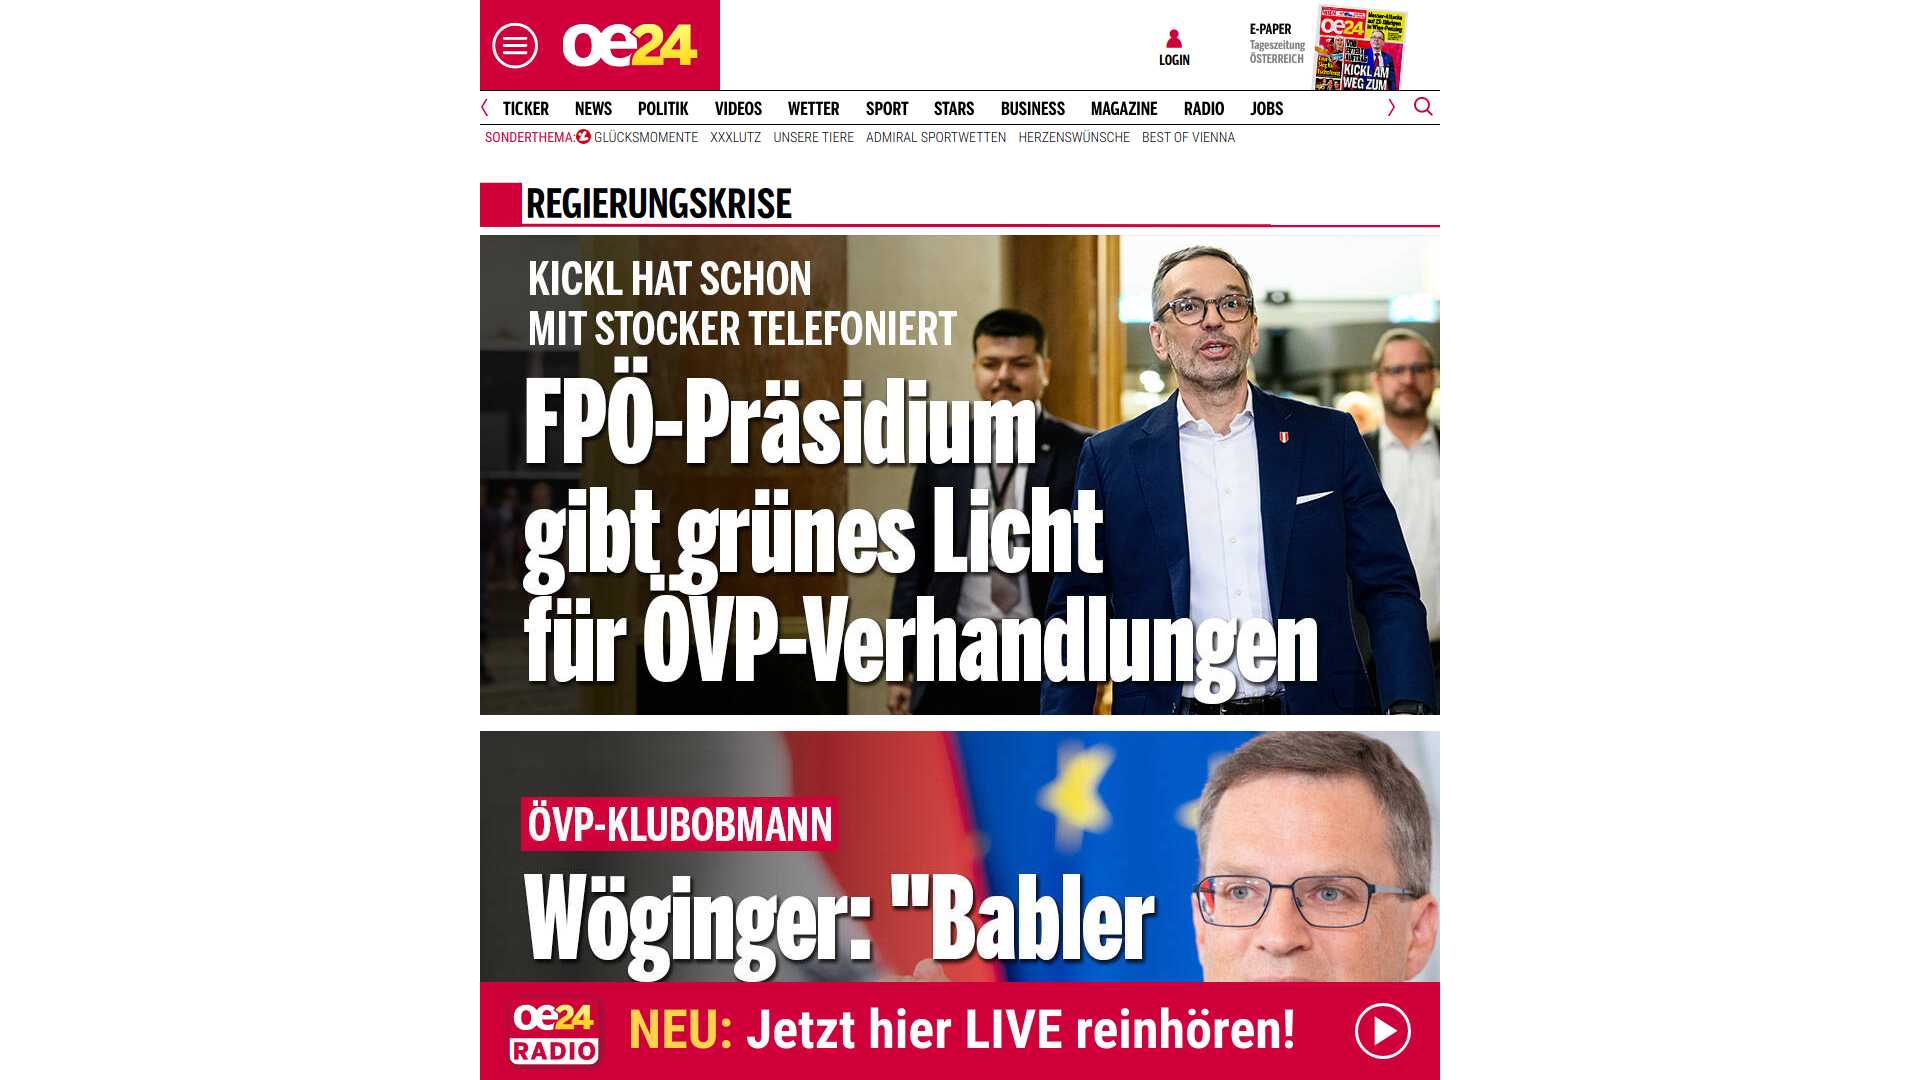 oe24
LOGIN
E-PAPER
Tageszeitung
ÖSTERREICH
oe24
KICKL AM
WEG ZUM
TICKER NEWS POLITIK VIDEOS WETTER SPORT STARS BUSINESS MAGAZINE RADIO JOBS
SONDERTHEMA: GLÜCKSMOMENTE XXXLUTZ UNSERE TIERE ADMIRAL SPORTWETTEN HERZENSWÜNSCHE BEST OF VIENNA
REGIERUNGSKRISE
KICKL HAT SCHON
MIT STOCKER TELEFONIERT
FPÖ-Präsidium
gibt grünes Licht
für ÖVP-Verhandlungen
ÖVP-KLUBOBMANN
Wöginger: "Babler
oe24
RADIO
NEU: Jetzt hier LIVE reinhören!